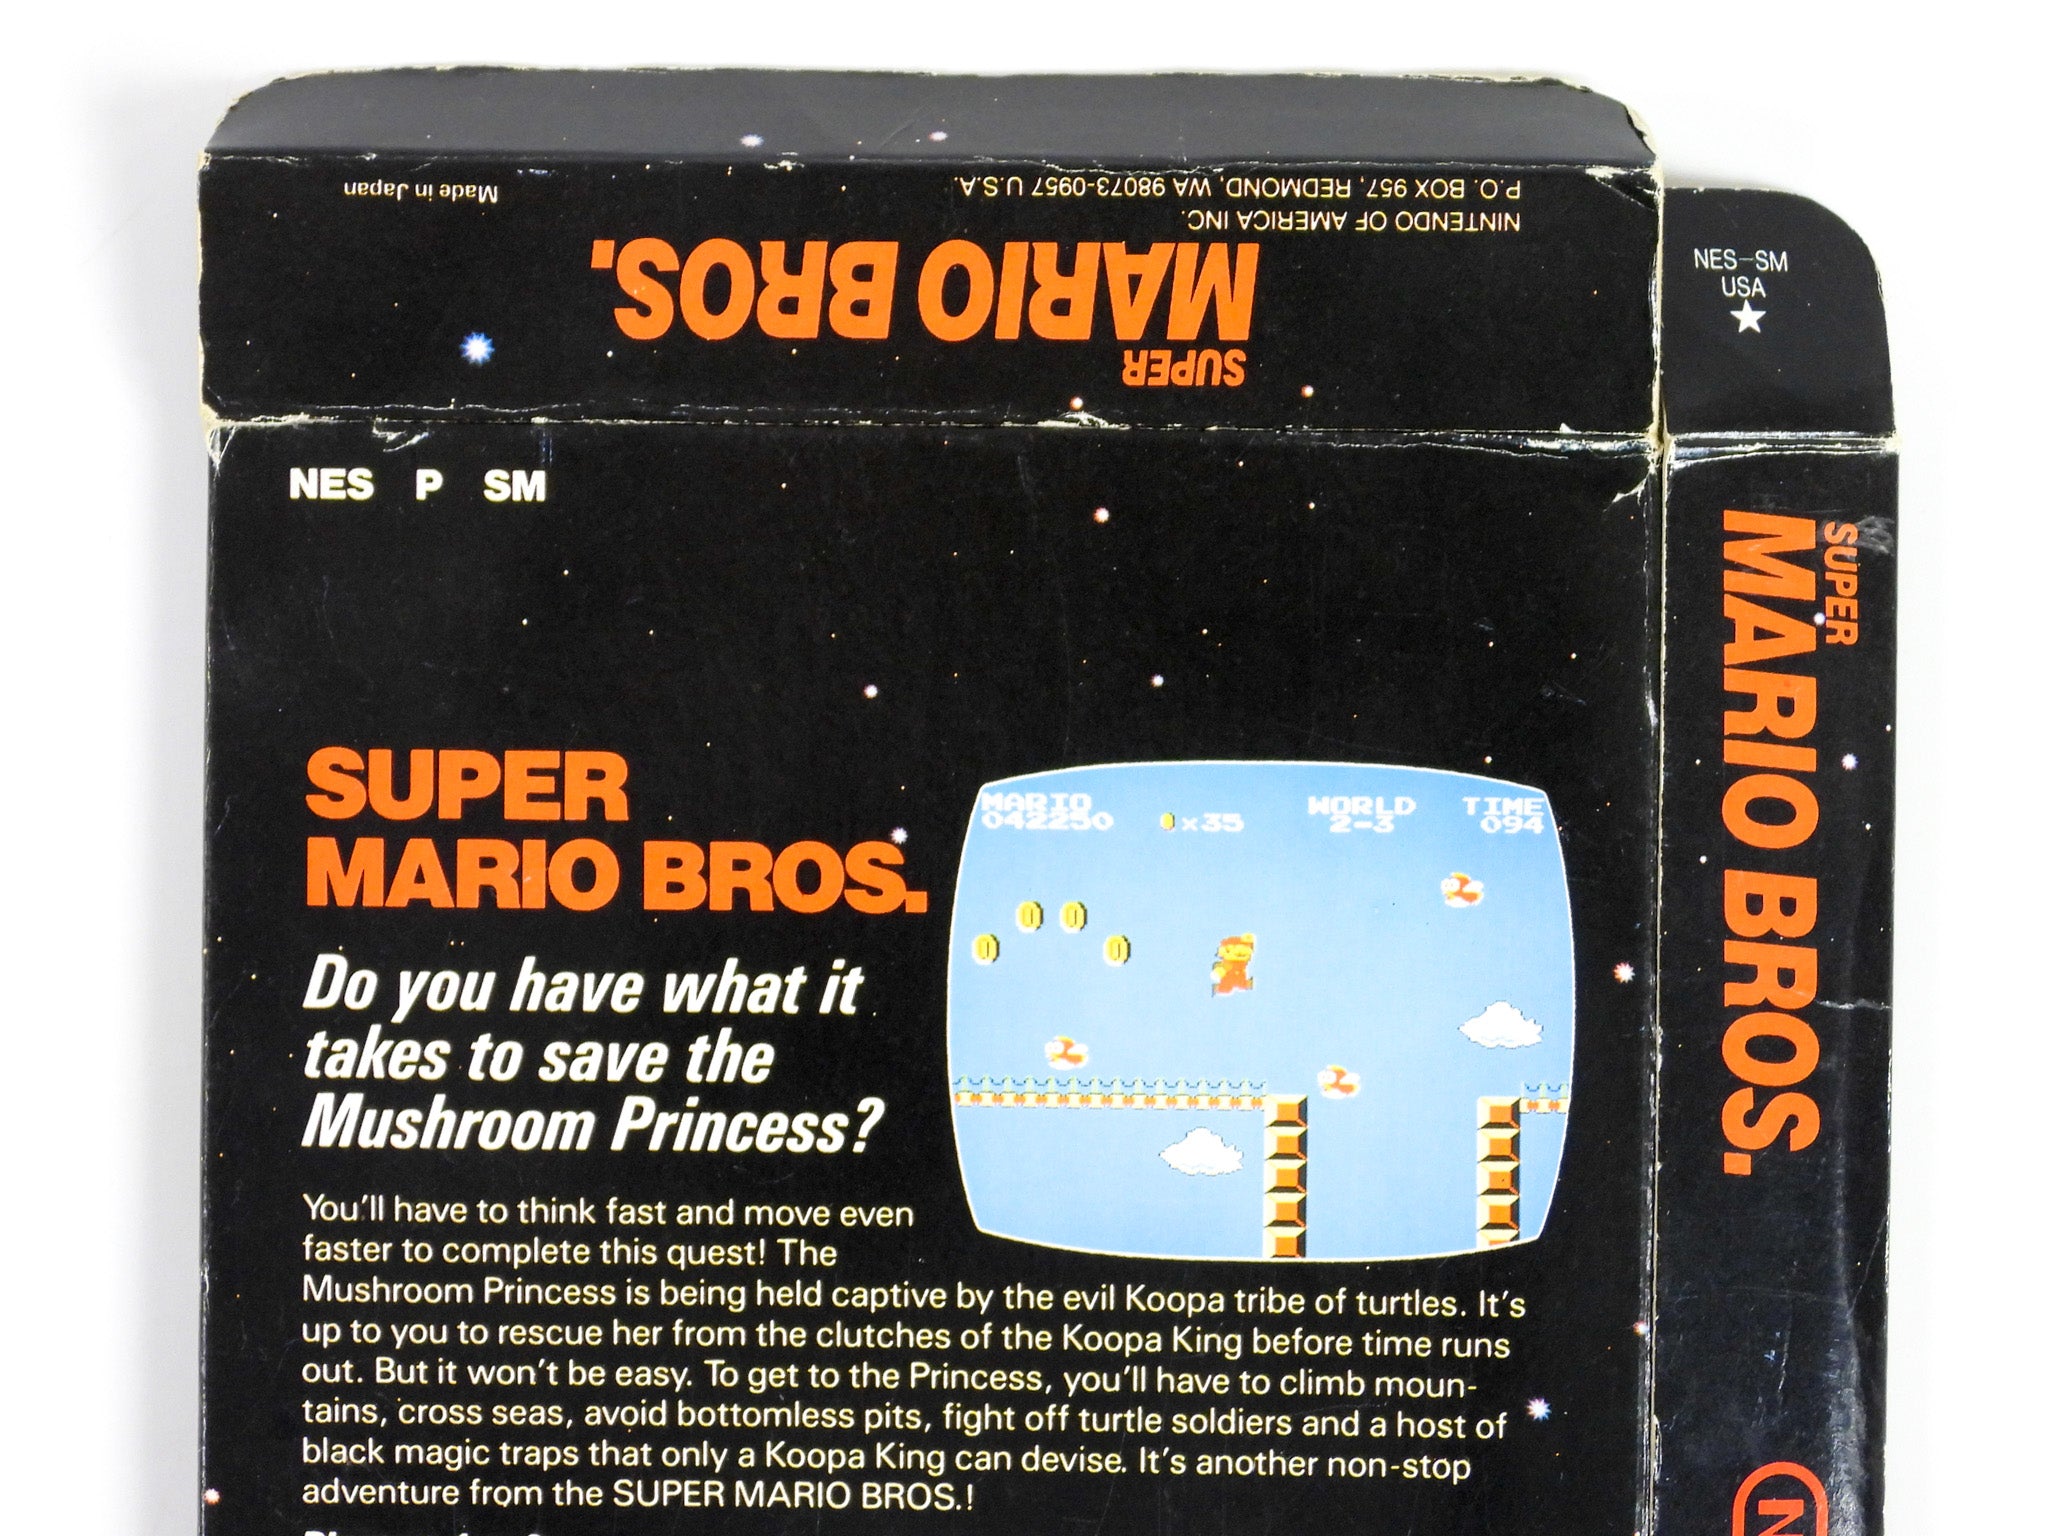 Made in Japan
P.O. BOX 957, REDMOND, WA 98073-0957 U.S.A.
NINTENDO OF AMERICA INC.
SUPER
MARIO BROS.
NES-SM
USA
NES P SM
SUPER
MARIO BROS.
MARIO
042250
×35
WORLD
2-3
TIME
094
Do you have what it
takes to save the
Mushroom Princess?
You'll have to think fast and move even
faster to complete this quest! The
Mushroom Princess is being held captive by the evil Koopa tribe of turtles. It's
up to you to rescue her from the clutches of the Koopa King before time runs
out. But it won't be easy. To get to the Princess, you'll have to climb moun-
tains, cross seas, avoid bottomless pits, fight off turtle soldiers and a host of
black magic traps that only a Koopa King can devise. It's another non-stop
adventure from the SUPER MARIO BROS.!
SUPER
MARIO BROS.